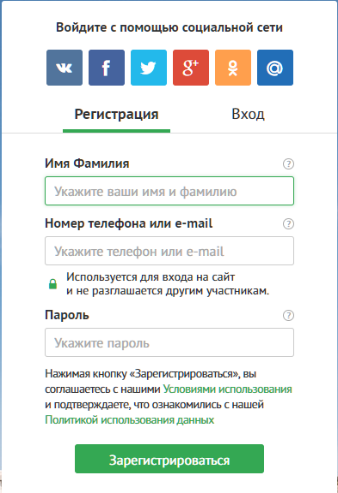 Войдите с помощью социальной сети
f
g+
@
Регистрация
Вход
Имя Фамилия
?
Укажите ваши имя и фамилию
Номер телефона или e-mail
?
Укажите телефон или e-mail
Используется для входа на сайт
и не разглашается другим участникам.
Пароль
?
Укажите пароль
Нажимая кнопку «Зарегистрироваться», вы
соглашаетесь с нашими Условиями использования
и подтверждаете, что ознакомились с нашей
Политикой использования данных
Зарегистрироваться